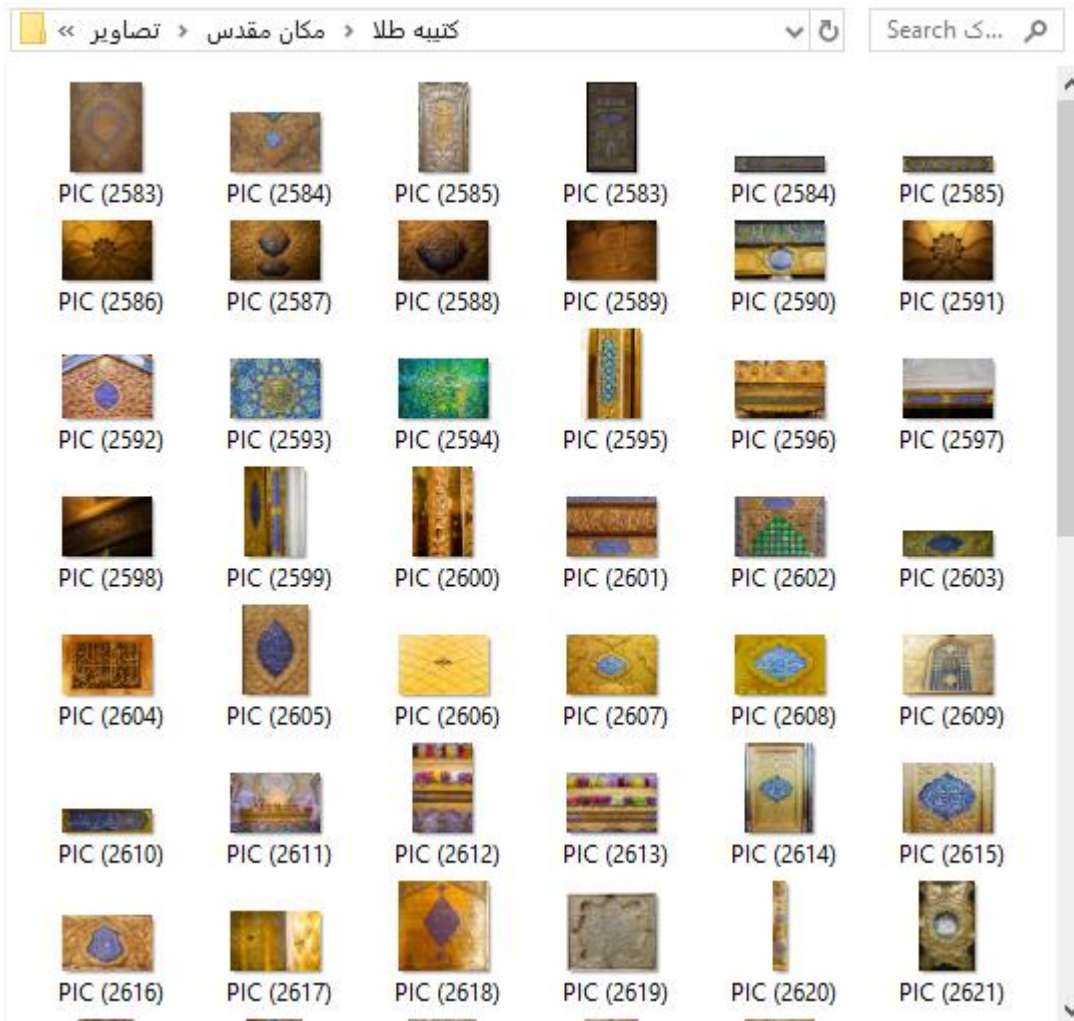 « تصاویر › مکان مقدس › کتیبه طلا
Search ک...
PIC (2583) PIC (2584) PIC (2585) PIC (2583) PIC (2584) PIC (2585)
PIC (2586) PIC (2587) PIC (2588) PIC (2589) PIC (2590) PIC (2591)
PIC (2592) PIC (2593) PIC (2594) PIC (2595) PIC (2596) PIC (2597)
PIC (2598) PIC (2599) PIC (2600) PIC (2601) PIC (2602) PIC (2603)
PIC (2604) PIC (2605) PIC (2606) PIC (2607) PIC (2608) PIC (2609)
PIC (2610) PIC (2611) PIC (2612) PIC (2613) PIC (2614) PIC (2615)
PIC (2616) PIC (2617) PIC (2618) PIC (2619) PIC (2620) PIC (2621)